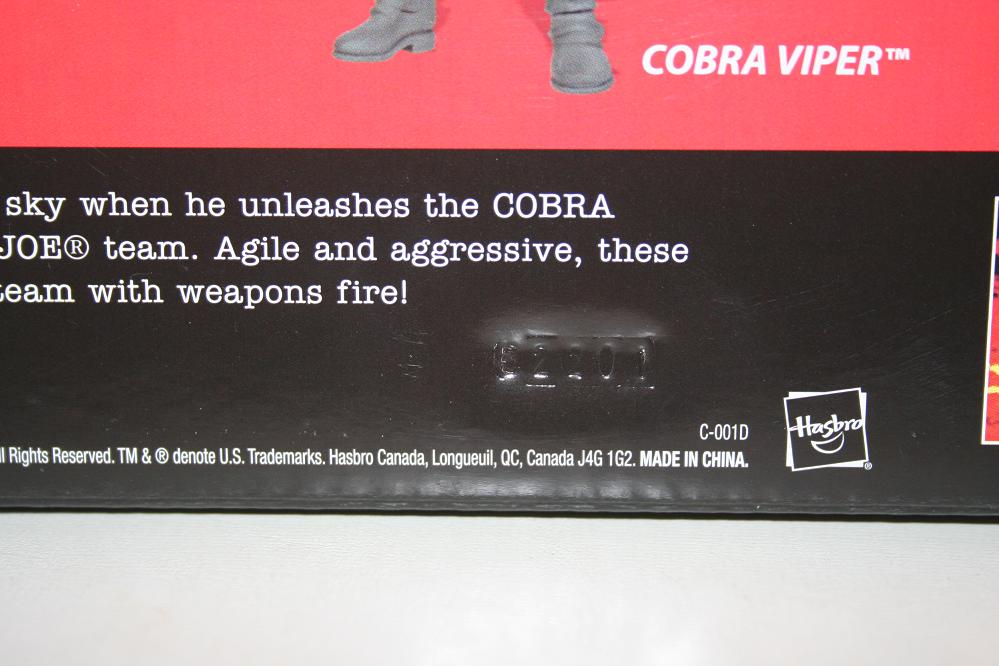 COBRA VIPER™
sky when he unleashes the COBRA
JOE® team. Agile and aggressive, these
team with weapons fire!
C-001D
Hasbro®
Rights Reserved. TM & ® denote U.S. Trademarks. Hasbro Canada, Longueuil, QC, Canada J4G 1G2. MADE IN CHINA.